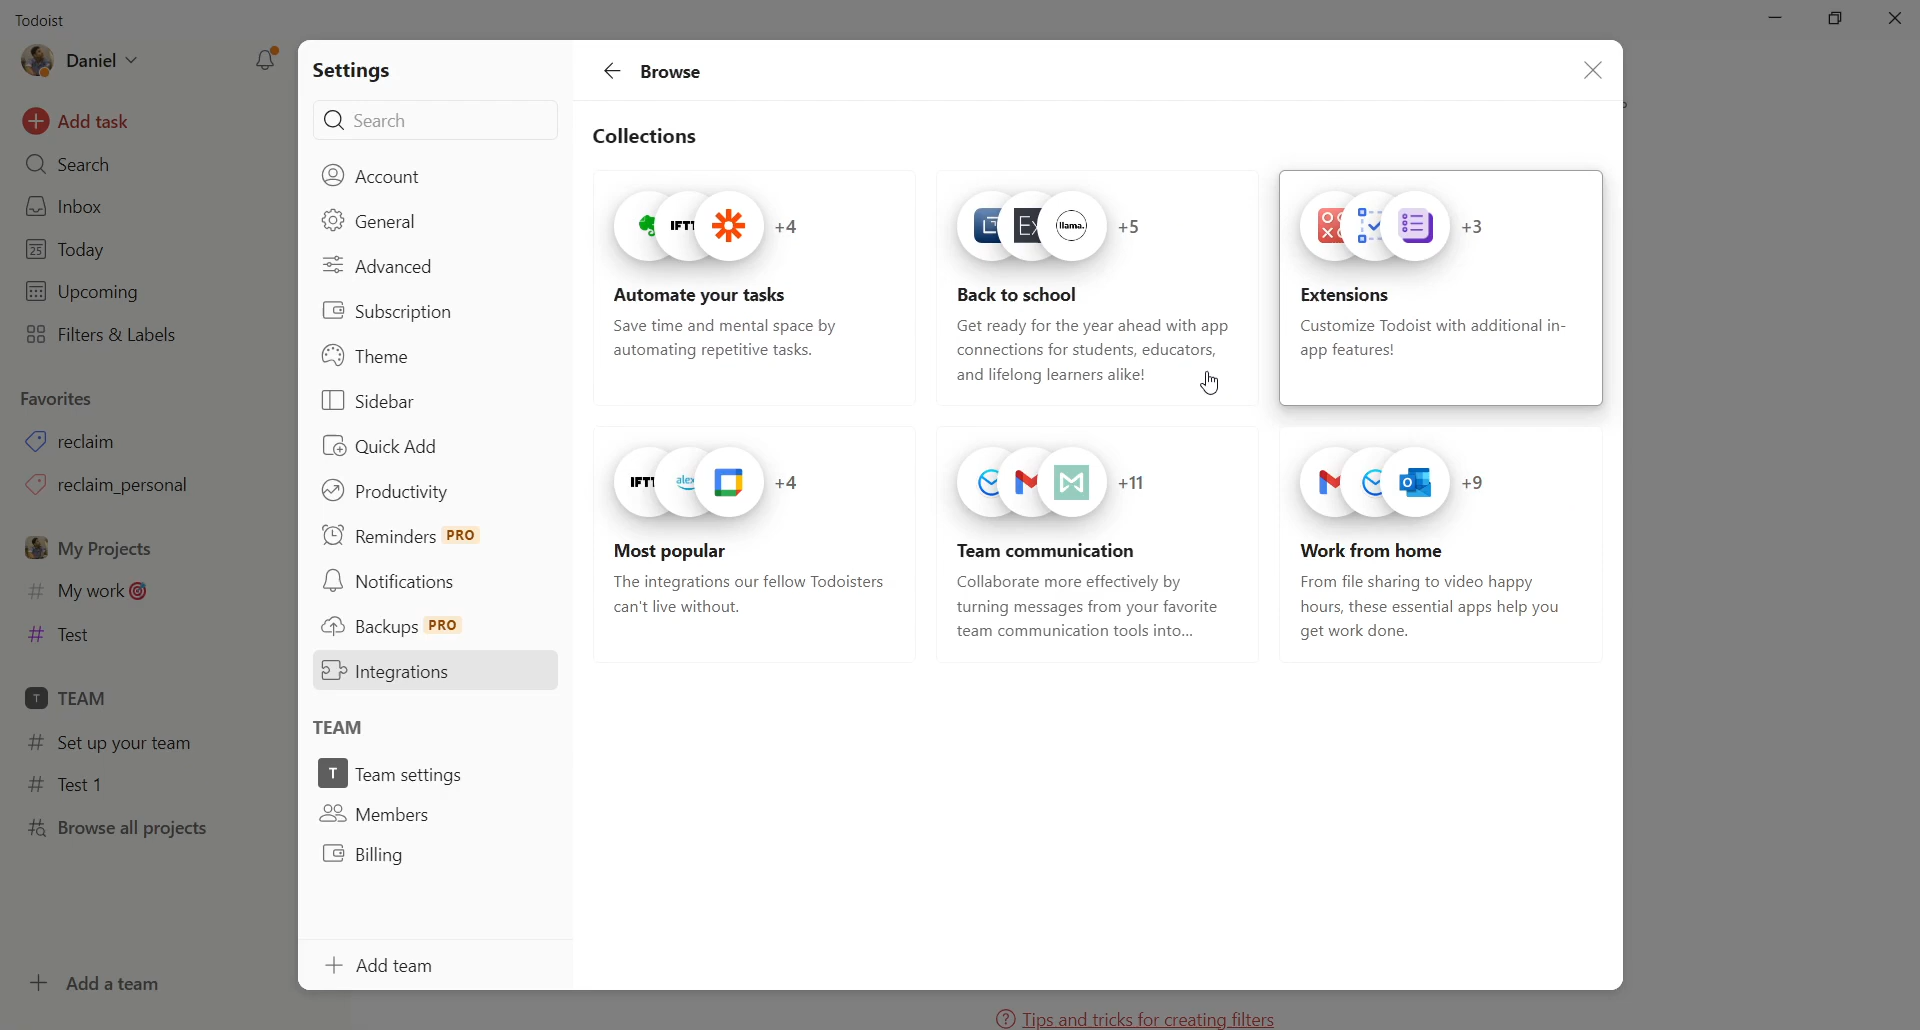 Todoist
Daniel
Add task
Search
Inbox
25 Today
Upcoming
Filters & Labels
Favorites
reclaim
reclaim_personal
My Projects
# My work
# Test
T TEAM
# Set up your team
# Test 1
Browse all projects
+ Add a team
Settings
Search
Account
General
Advanced
Subscription
Theme
Sidebar
Quick Add
Productivity
Reminders PRO
Notifications
Backups PRO
Integrations
TEAM
T Team settings
Members
Billing
+ Add team
Browse
Collections
+4
Automate your tasks
Save time and mental space by
automating repetitive tasks.
llama. +5
Back to school
Get ready for the year ahead with app
connections for students, educators,
and lifelong learners alike!
+3
Extensions
Customize Todoist with additional in-
app features!
+4
Most popular
The integrations our fellow Todoisters
can't live without.
+11
Team communication
Collaborate more effectively by
turning messages from your favorite
team communication tools into...
+9
Work from home
From file sharing to video happy
hours, these essential apps help you
get work done.
? Tips and tricks for creating filters